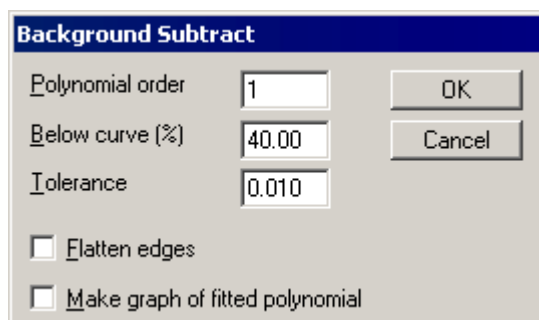 Background Subtract
Polynomial order 1 OK
Below curve (%) 40.00 Cancel
Tolerance 0.010
Flatten edges
Make graph of fitted polynomial